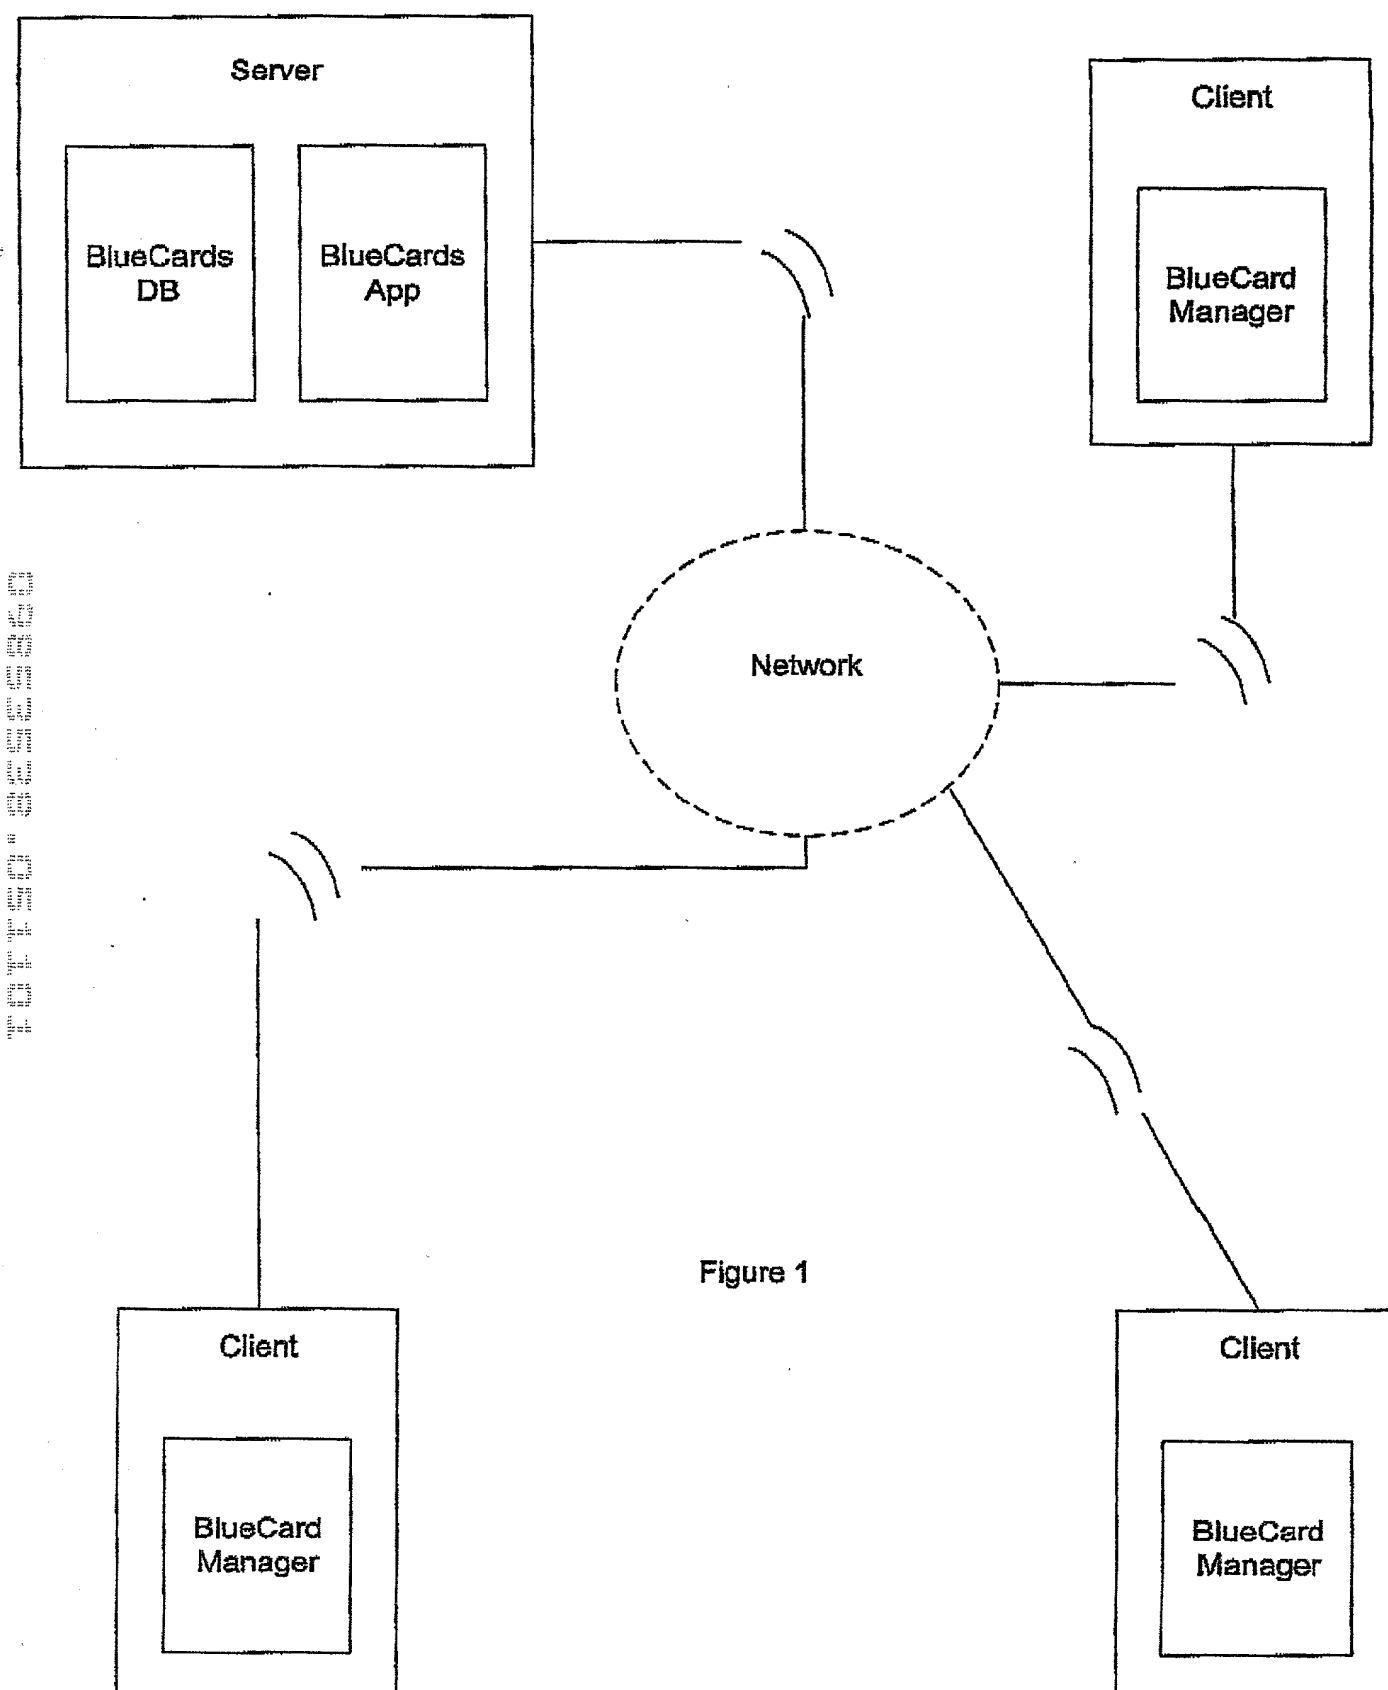 Server
BlueCards
DB
BlueCards
App
Client
BlueCard
Manager
Network
Figure 1
Client
BlueCard
Manager
Client
BlueCard
Manager